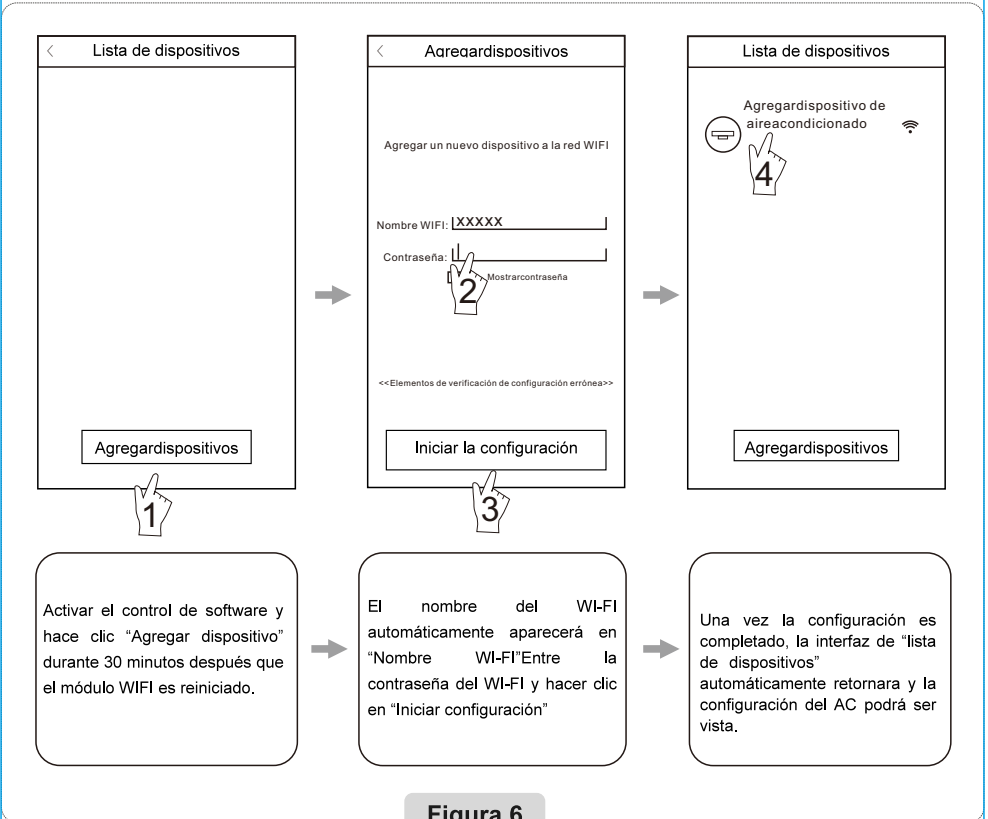 Lista de dispositivos
Agregardispositivos
1
Agregardispositivos
Agregar un nuevo dispositivo a la red WIFI
Nombre WIFI: XXXXX
Contraseña:
Mostrarcontraseña
2
<<Elementos de verificación de configuración errónea>>
Iniciar la configuración
3
Lista de dispositivos
Agregardispositivo de
aireacondicionado
4
Agregardispositivos
Activar el control de software y
hace clic “Agregar dispositivo”
durante 30 minutos después que
el módulo WIFI es reiniciado.
El nombre del WI-FI
automáticamente aparecerá en
“Nombre WI-FI”Entre la
contraseña del WI-FI y hacer clic
en “Iniciar configuración”
Una vez la configuración es
completado, la interfaz de “lista
de dispositivos”
automáticamente retornara y la
configuración del AC podrá ser
vista.
Figura 6